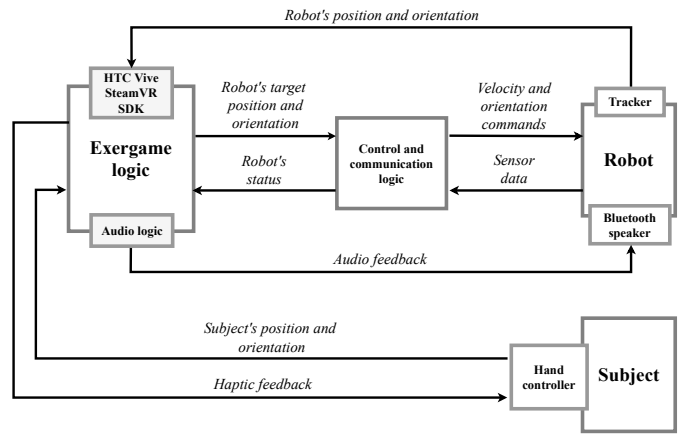 Robot's position and orientation
HTC Vive
SteamVR
SDK
Exergame
logic
Audio logic
Robot's target
position and
orientation
Robot's
status
Control and
communication
logic
Velocity and
orientation
commands
Sensor
data
Tracker
Robot
Bluetooth
speaker
Audio feedback
Subject's position and
orientation
Haptic feedback
Hand
controller
Subject